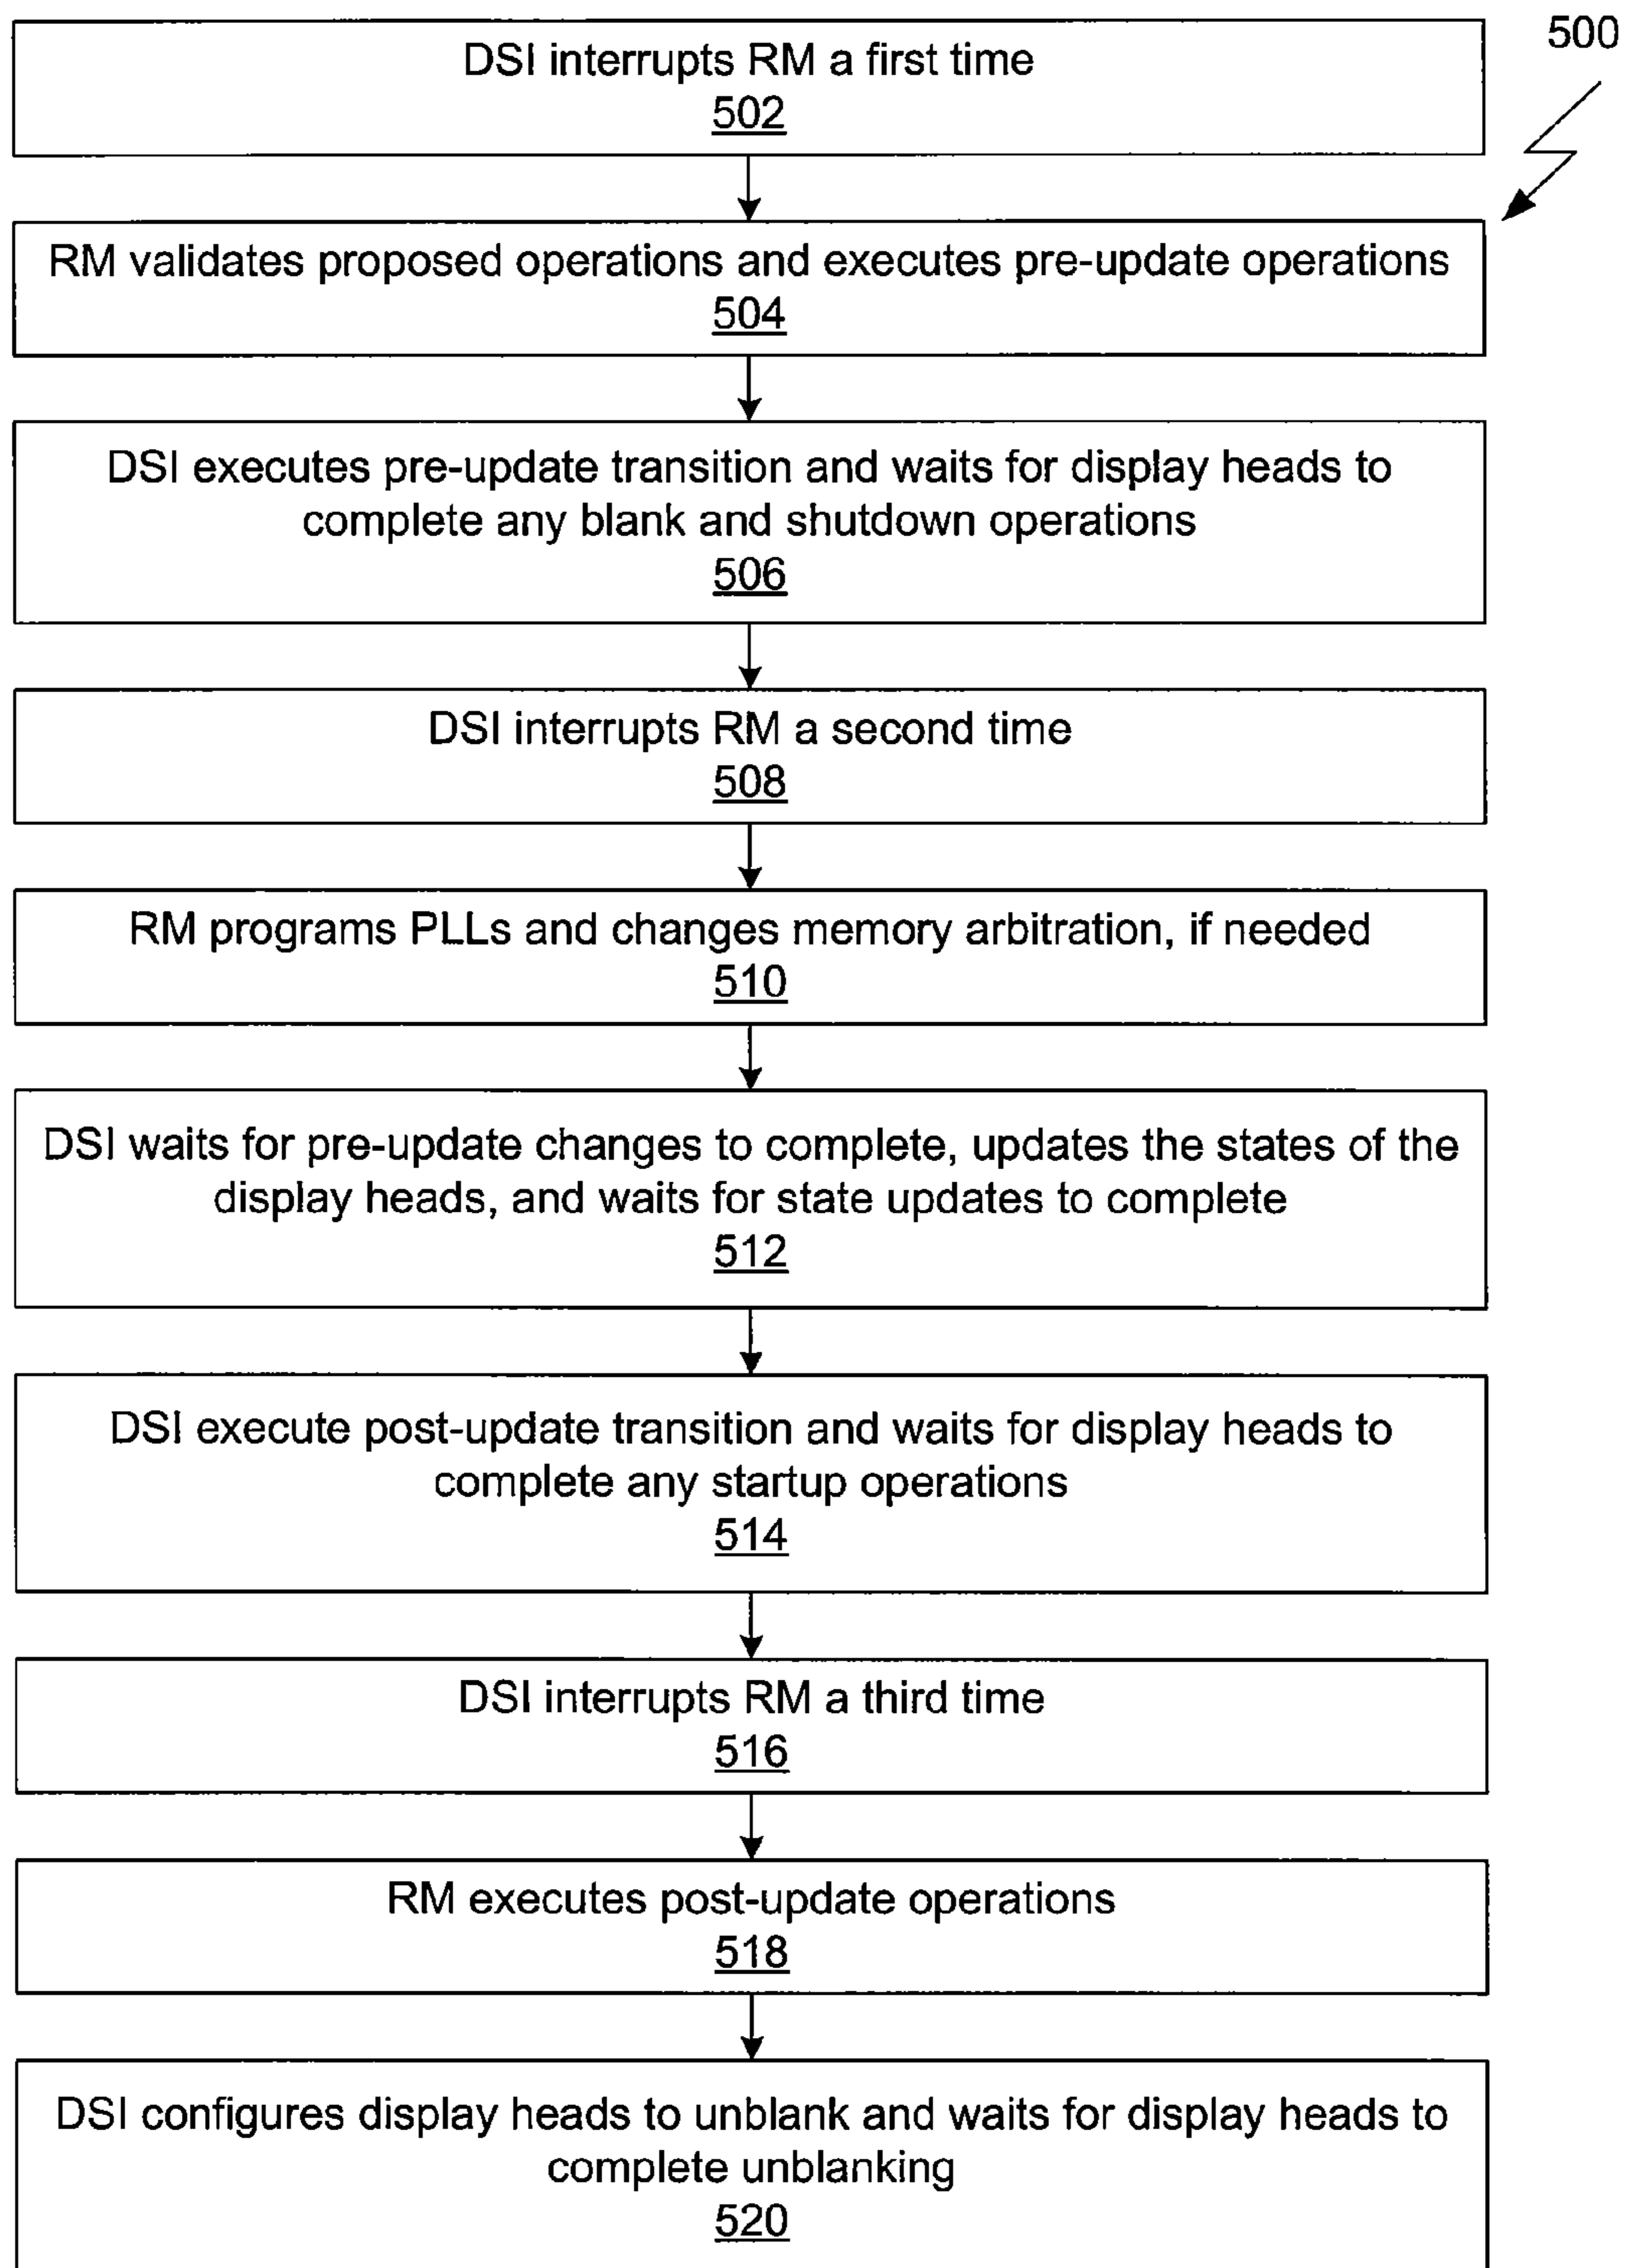 500
DSI interrupts RM a first time
502
RM validates proposed operations and executes pre-update operations
504
DSI executes pre-update transition and waits for display heads to
complete any blank and shutdown operations
506
DSI interrupts RM a second time
508
RM programs PLLs and changes memory arbitration, if needed
510
DSI waits for pre-update changes to complete, updates the states of the
display heads, and waits for state updates to complete
512
DSI execute post-update transition and waits for display heads to
complete any startup operations
514
DSI interrupts RM a third time
516
RM executes post-update operations
518
DSI configures display heads to unblank and waits for display heads to
complete unblanking
520